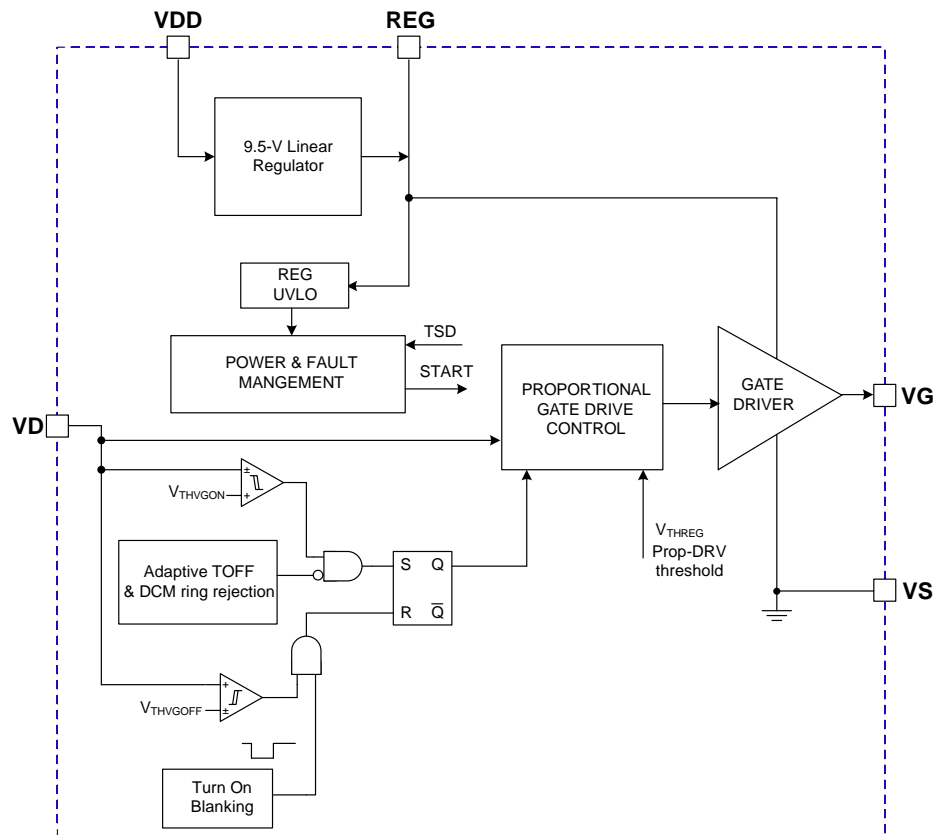 VDD
REG
9.5-V Linear
Regulator
REG
UVLO
TSD
POWER & FAULT
MANGEMENT
START
PROPORTIONAL
GATE DRIVE
CONTROL
GATE
DRIVER
VG
VD
±
VTHVGON
+
VTHREG
Prop-DRV
threshold
Adaptive TOFF
& DCM ring rejection
S Q
R Q̅
VS
+
VTHVGOFF
±
Turn On
Blanking